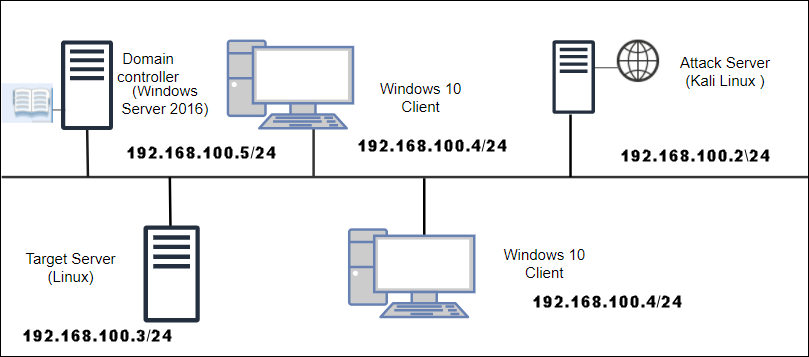 Domain
controller
(Windows
Server 2016)
192.168.100.5/24
Windows 10
Client
192.168.100.4/24
Attack Server
(Kali Linux )
192.168.100.2\24
Target Server
(Linux)
192.168.100.3/24
Windows 10
Client
192.168.100.4/24